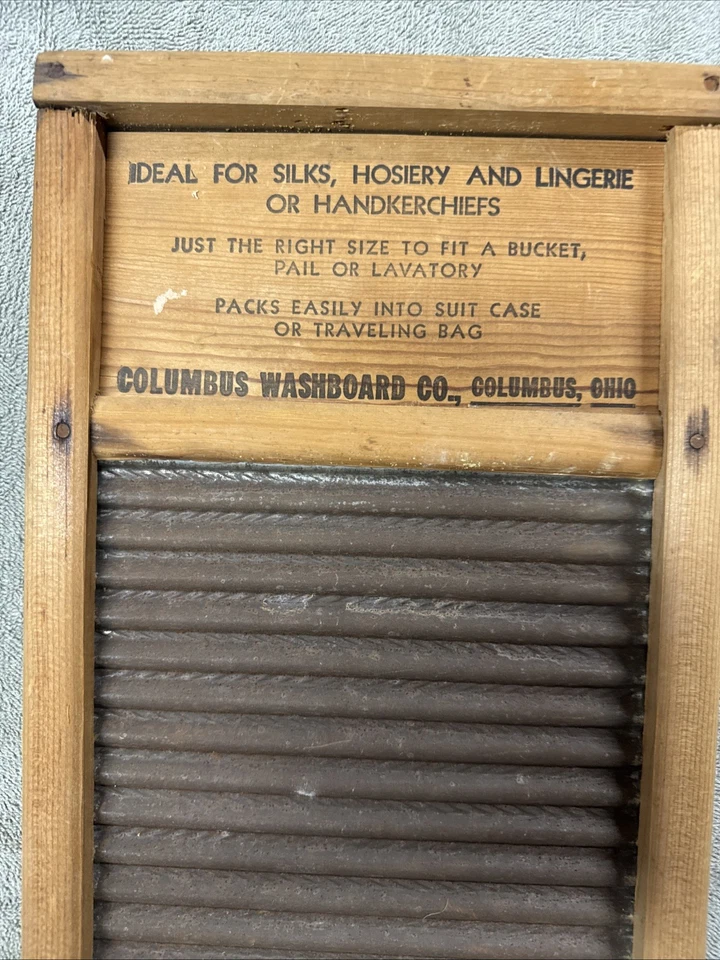 IDEAL FOR SILKS, HOSIERY AND LINGERIE
OR HANDKERCHIEFS
JUST THE RIGHT SIZE TO FIT A BUCKET,
PAIL OR LAVATORY
PACKS EASILY INTO SUIT CASE
OR TRAVELING BAG
COLUMBUS WASHBOARD CO., COLUMBUS, OHIO